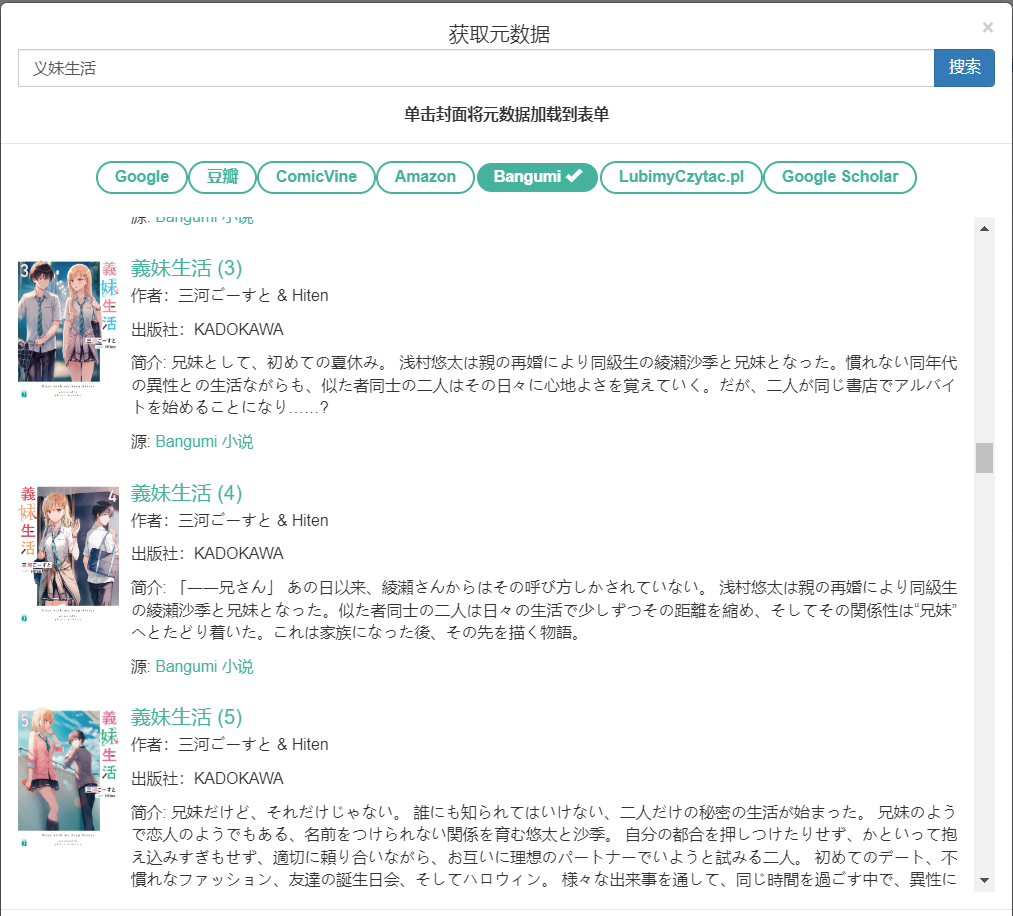 获取元数据
×
义妹生活
搜索
单击封面将元数据加载到表单
Google
豆瓣
ComicVine
Amazon
Bangumi
LubimyCzytac.pl
Google Scholar
源: Bangumi 小说
3
義妹生活
義妹生活 (3)
作者：三河ごーすと & Hiten
出版社：KADOKAWA
简介: 兄妹として、初めての夏休み。 浅村悠太は親の再婚により同級生の綾瀬沙季と兄妹となった。慣れない同年代
の異性との生活ながらも、似た者同士の二人はその日々に心地よさを覚えていく。だが、二人が同じ書店でアルバイ
トを始めることになり……?
源: Bangumi 小说
4
義妹生活
義妹生活 (4)
作者：三河ごーすと & Hiten
出版社：KADOKAWA
简介: 「——兄さん」 あの日以来、綾瀬さんからはその呼び方しかされていない。 浅村悠太は親の再婚により同級生
の綾瀬沙季と兄妹となった。似た者同士の二人は日々の生活で少しずつその距離を縮め、そしてその関係性は“兄妹”
へとたどり着いた。これは家族になった後、その先を描く物語。
源: Bangumi 小说
5
義妹生活
義妹生活 (5)
作者：三河ごーすと & Hiten
出版社：KADOKAWA
简介: 兄妹だけど、それだけじゃない。 誰にも知られてはいけない、二人だけの秘密の生活が始まった。 兄妹のよう
で恋人のようでもある、名前をつけられない関係を育む悠太と沙季。 自分の都合を押しつけたりせず、かといって抱
え込みすぎもせず、適切に頼り合いながら、お互いに理想のパートナーでいようと試みる二人。 初めてのデート、不
慣れなファッション、友達の誕生日会、そしてハロウィン。 様々な出来事を通して、同じ時間を過ごす中で、異性に